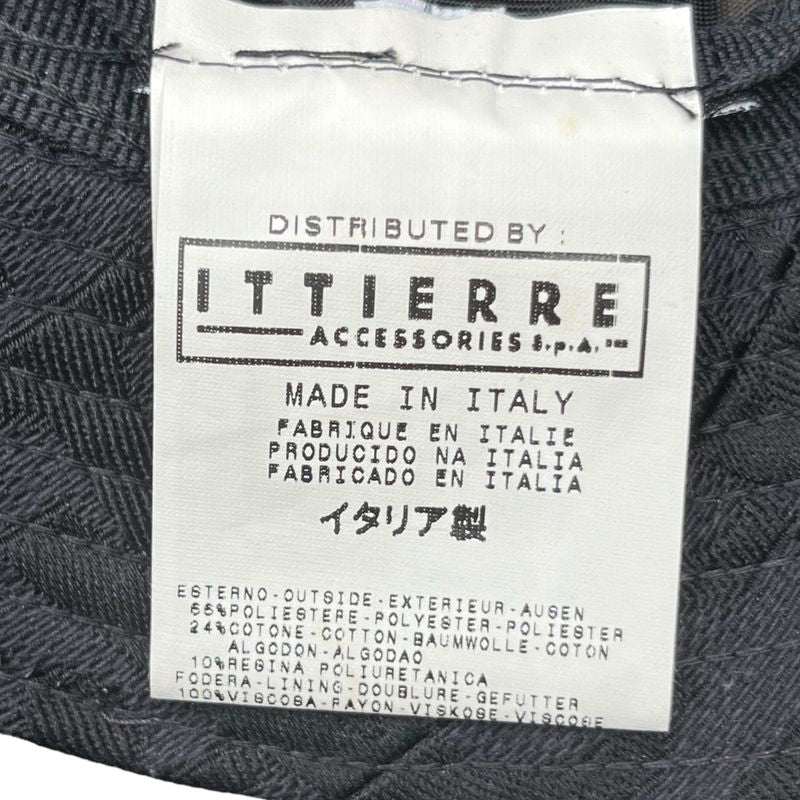 DISTRIBUTED BY :
ITTIERRE
ACCESSORIES S.p.A.
MADE IN ITALY
FABRIQUE EN ITALIE
PRODUCIDO NA ITALIA
FABRICADO EN ITALIA
イタリア製
ESTERNO-OUTSIDE-EXTERIEUR-AUSEN
66%POLIESTEPE-POLYESTER-POLIESTER
24%COTONE-COTTON-BAUMWOLLE-COTON
ALGODON-ALGODAO
10%RESINA POLIURETANICA
FODERA-LINING-DOUBLURE-GEFUTTER
100%VISCOSA-RAYON-VISKOSE-VISCOSE